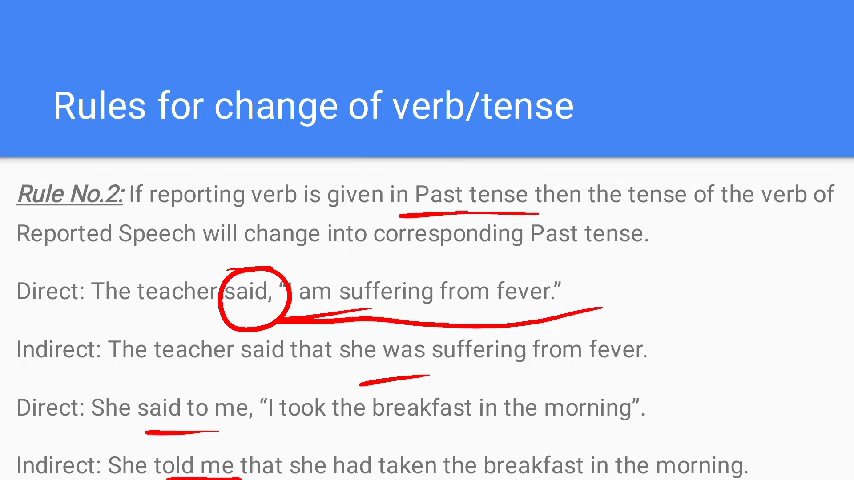 Rules for change of verb/tense
Rule No.2: If reporting verb is given in Past tense then the tense of the verb of
Reported Speech will change into corresponding Past tense.
Direct: The teacher said, “I am suffering from fever.”
Indirect: The teacher said that she was suffering from fever.
Direct: She said to me, “I took the breakfast in the morning”.
Indirect: She told me that she had taken the breakfast in the morning.